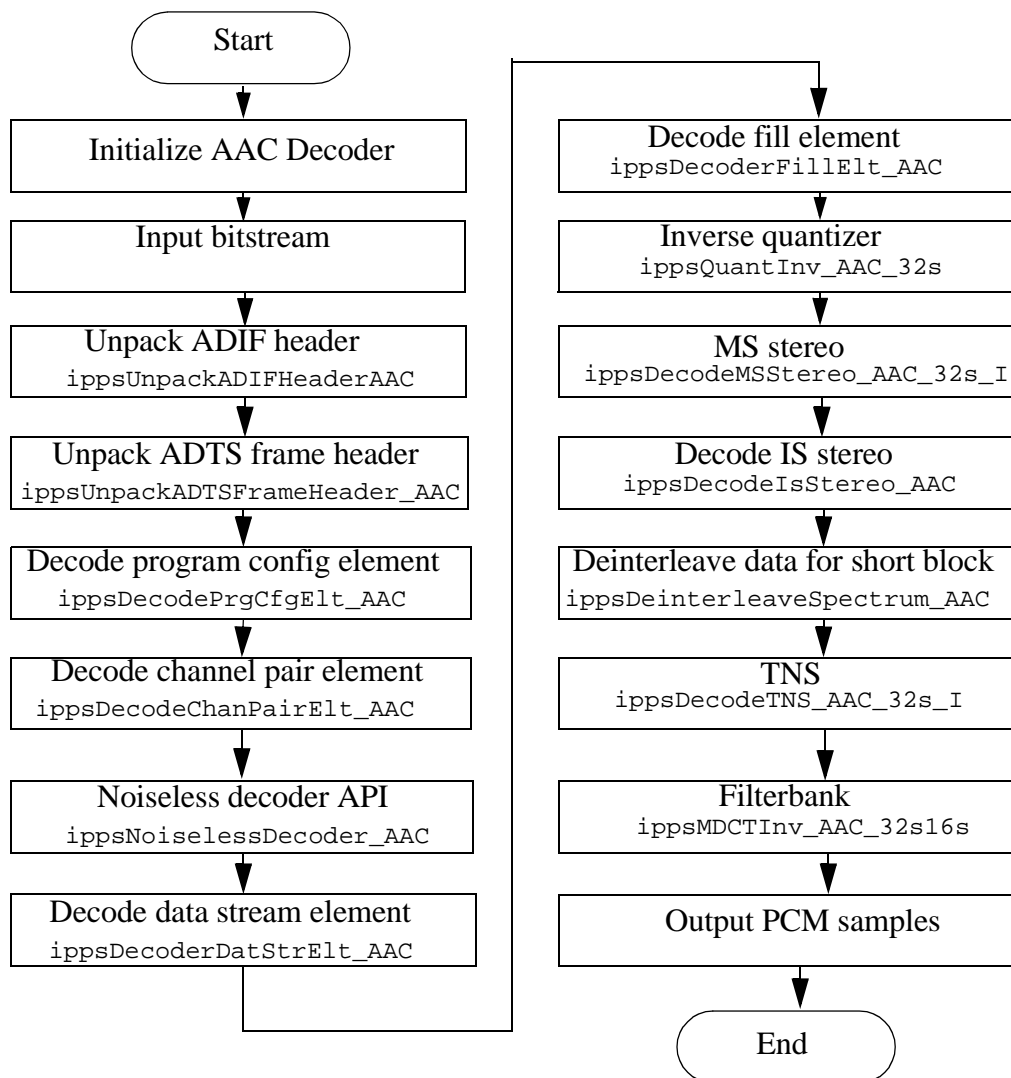 Start
Initialize AAC Decoder
Input bitstream
Unpack ADIF header
ippsUnpackADIFHeaderAAC
Unpack ADTS frame header
ippsUnpackADTSFrameHeader_AAC
Decode program config element
ippsDecodePrgCfgElt_AAC
Decode channel pair element
ippsDecodeChanPairElt_AAC
Noiseless decoder API
ippsNoiselessDecoder_AAC
Decode data stream element
ippsDecoderDatStrElt_AAC
Decode fill element
ippsDecoderFillElt_AAC
Inverse quantizer
ippsQuantInv_AAC_32s
MS stereo
ippsDecodeMSStereo_AAC_32s_I
Decode IS stereo
ippsDecodeIsStereo_AAC
Deinterleave data for short block
ippsDeinterleaveSpectrum_AAC
TNS
ippsDecodeTNS_AAC_32s_I
Filterbank
ippsMDCTInv_AAC_32s16s
Output PCM samples
End